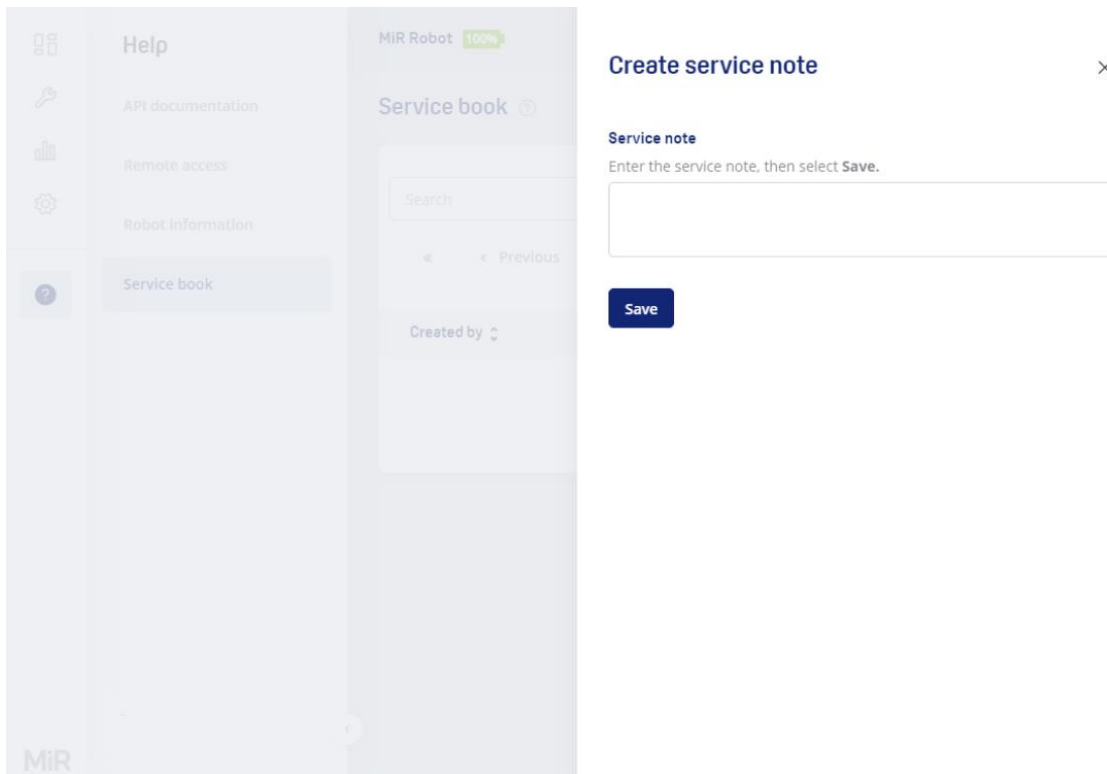 Help
API documentation
Remote access
Robot information
Service book
MiR
MiR Robot 100%
Service book
Search
« ‹ Previous
Created by
Create service note
Service note
Enter the service note, then select Save.
Save